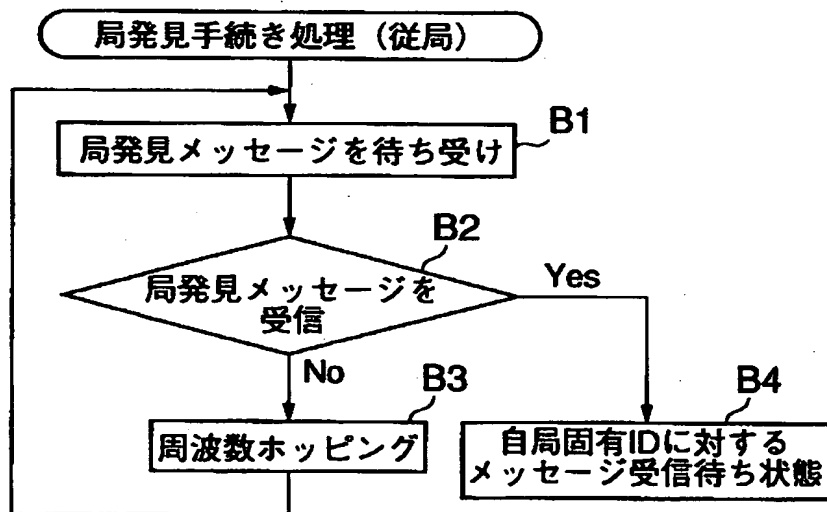 局発見手続き処理（従局）
B1
局発見メッセージを待ち受け
B2
局発見メッセージを
受信
Yes
No
B3
周波数ホッピング
B4
自局固有IDに対する
メッセージ受信待ち状態